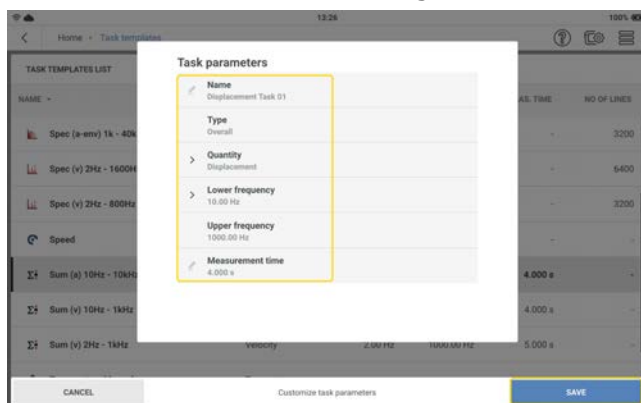 13:26
100%
Home • Task templates
TASK TEMPLATES LIST
NAME
AS. TIME
NO OF LINES
Task parameters
Name
Displacement Task 01
Type
Overall
Quantity
Displacement
Lower frequency
10.00 Hz
Upper frequency
1000.00 Hz
Measurement time
4.000 s
Spec (a-env) 1k - 40k
-
3200
Spec (v) 2Hz - 1600H
-
6400
Spec (v) 2Hz - 800Hz
-
3200
Speed
-
Sum (a) 10Hz - 10kHz
4.000 s
-
Sum (v) 10Hz - 1kHz
4.000 s
-
Sum (v) 2Hz - 1kHz
Velocity
2.00 Hz
1000.00 Hz
5.000 s
-
CANCEL
Customize task parameters
SAVE